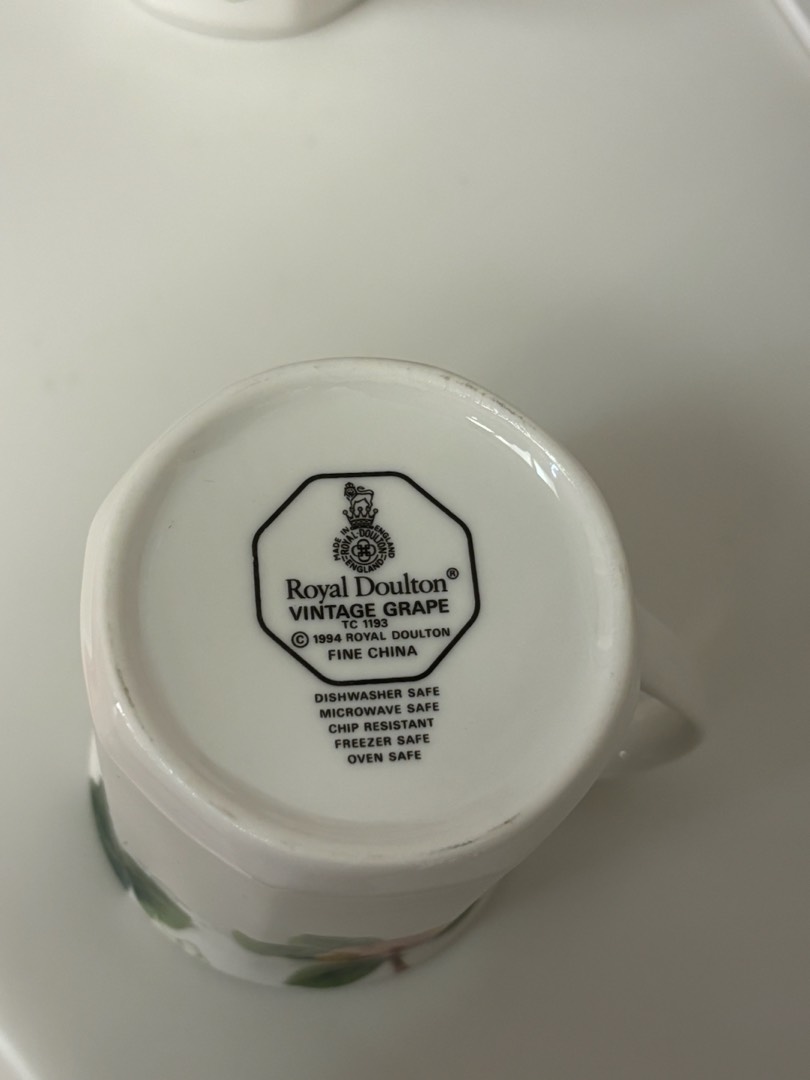 MADE IN ENGLAND
ROYAL·DOULTON
ENGLAND
Royal Doulton®
VINTAGE GRAPE
TC 1193
© 1994 ROYAL DOULTON
FINE CHINA
DISHWASHER SAFE
MICROWAVE SAFE
CHIP RESISTANT
FREEZER SAFE
OVEN SAFE